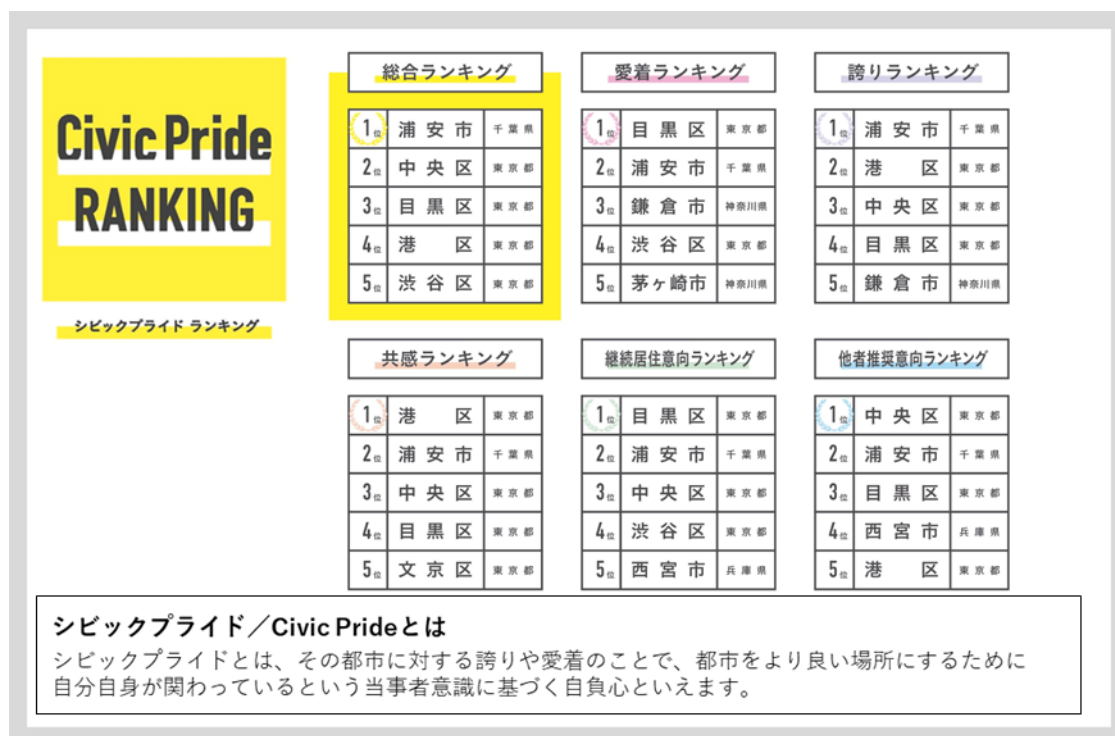 Civic Pride
RANKING
シビックプライド ランキング
総合ランキング
1位 浦安市 千葉県
2位 中央区 東京都
3位 目黒区 東京都
4位 港区 東京都
5位 渋谷区 東京都
愛着ランキング
1位 目黒区 東京都
2位 浦安市 千葉県
3位 鎌倉市 神奈川県
4位 渋谷区 東京都
5位 茅ヶ崎市 神奈川県
誇りランキング
1位 浦安市 千葉県
2位 港区 東京都
3位 中央区 東京都
4位 目黒区 東京都
5位 鎌倉市 神奈川県
共感ランキング
1位 港区 東京都
2位 浦安市 千葉県
3位 中央区 東京都
4位 目黒区 東京都
5位 文京区 東京都
継続居住意向ランキング
1位 目黒区 東京都
2位 浦安市 千葉県
3位 中央区 東京都
4位 渋谷区 東京都
5位 西宮市 兵庫県
他者推奨意向ランキング
1位 中央区 東京都
2位 浦安市 千葉県
3位 目黒区 東京都
4位 西宮市 兵庫県
5位 港区 東京都
シビックプライド／Civic Prideとは
シビックプライドとは、その都市に対する誇りや愛着のことで、都市をより良い場所にするために
自分自身が関わっているという当事者意識に基づく自負心といえます。